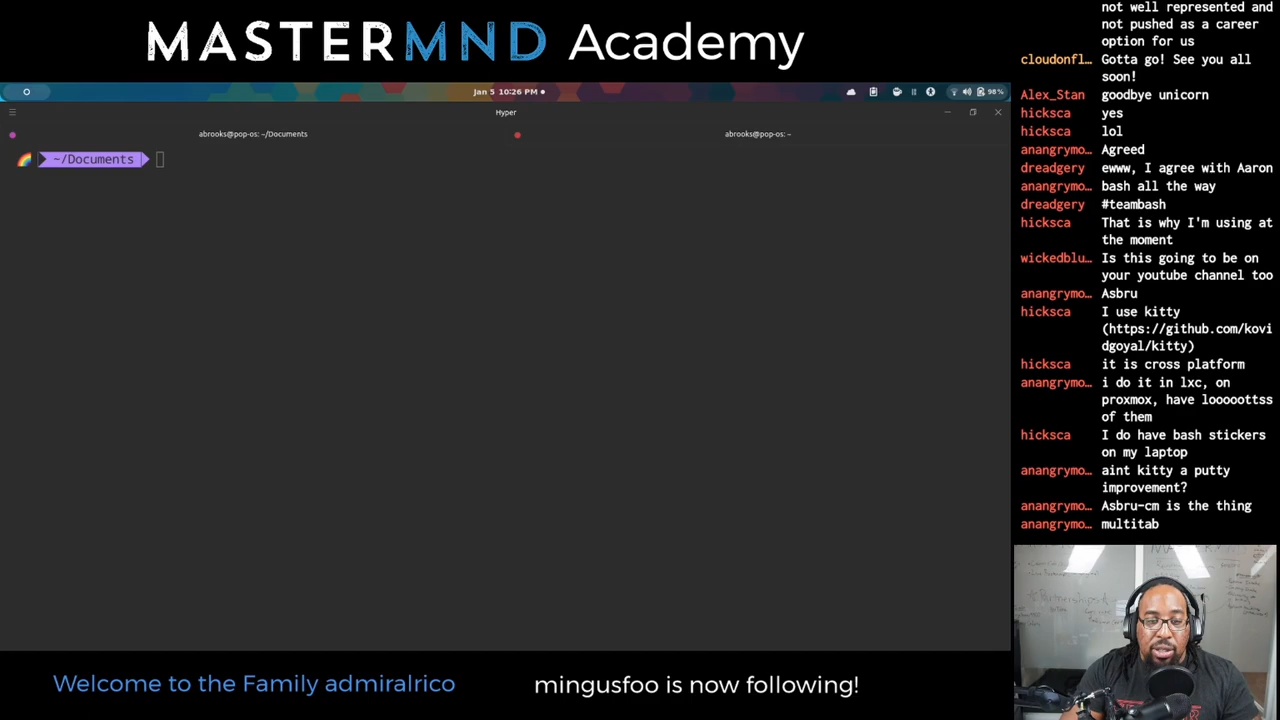 MASTERMND Academy
Jan 5 10:26 PM
98%
Hyper
abrooks@pop-os: ~/Documents
abrooks@pop-os: ~
~/Documents
not well represented and
not pushed as a career
option for us
cloudonfl… Gotta go! See you all
soon!
Alex_Stan goodbye unicorn
hicksca yes
hicksca lol
anangrymo… Agreed
dreadgery ewww, I agree with Aaron
anangrymo… bash all the way
dreadgery #teambash
hicksca That is why I'm using at
the moment
wickedblu… Is this going to be on
your youtube channel too
anangrymo… Asbru
hicksca I use kitty
(https://github.com/kovi
dgoyal/kitty)
hicksca it is cross platform
anangrymo… i do it in lxc, on
proxmox, have looooottss
of them
hicksca I do have bash stickers
on my laptop
anangrymo… aint kitty a putty
improvement?
anangrymo… Asbru-cm is the thing
anangrymo… multitab
Welcome to the Family admiralrico
mingusfoo is now following!